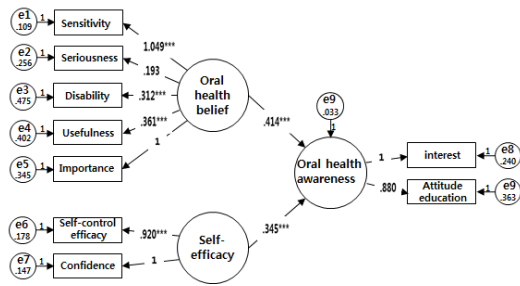 e1 1
.109
Sensitivity
e2 1
.256
Seriousness
e3 1
.475
Disability
e4 1
.402
Usefulness
e5 1
.345
Importance
1.049***
.193
.312***
.361***
1
Oral
health
belief
.414***
e9
.033
1
Oral health
awareness
1
interest
1
e8
.240
.880
Attitude
education
1
e9
.363
e6 1
.178
Self-control
efficacy
e7 1
.147
Confidence
.920***
1
Self-
efficacy
.345***